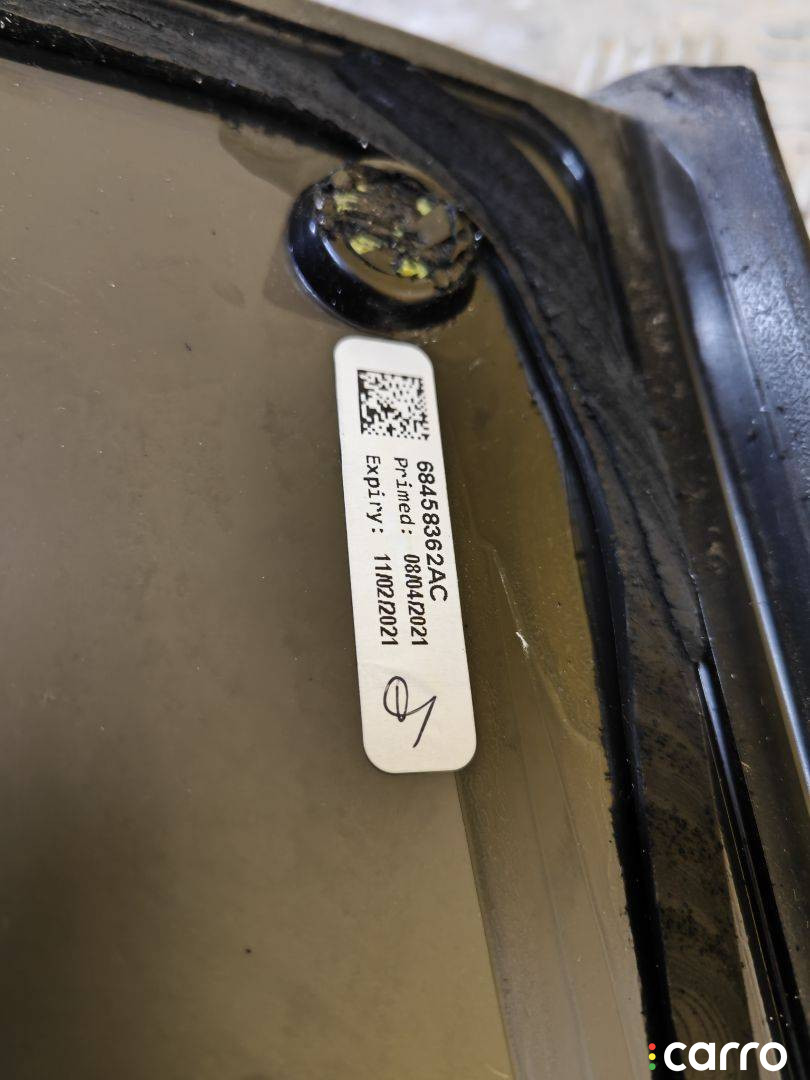 68458362AC
Primed: 08/04/2021
Expiry: 11/02/2021
carro